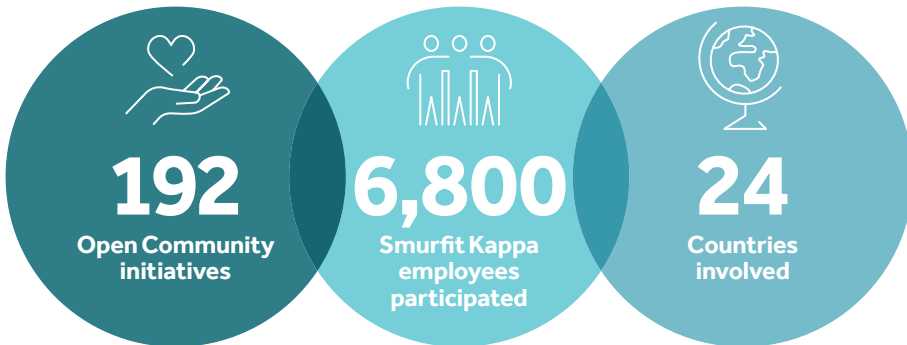 192
Open Community
initiatives
6,800
Smurfit Kappa
employees
participated
24
Countries
involved